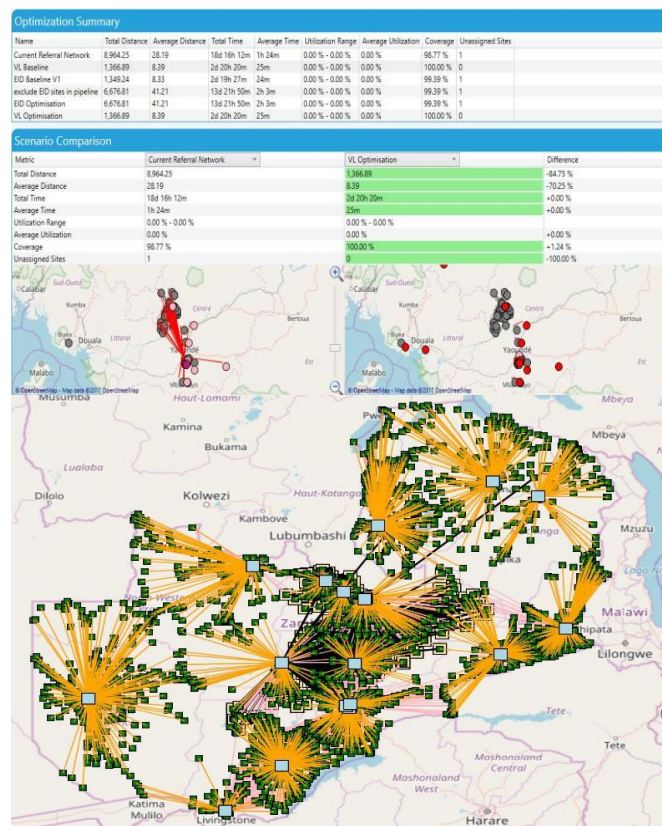 Optimization Summary
Name Total Distance Average Distance Total Time Average Time Utilization Range Average Utilization Coverage Unassigned Sites
Current Referral Network 8,964.25 28.19 18d 16h 12m 1h 24m 0.00 % - 0.00 % 0.00 % 98.77 % 1
VL Baseline 1,366.89 8.39 2d 20h 20m 25m 0.00 % - 0.00 % 0.00 % 100.00 % 0
EID Baseline V1 1,349.24 8.33 2d 19h 27m 24m 0.00 % - 0.00 % 0.00 % 99.39 % 1
exclude EID sites in pipeline 6,676.81 41.21 13d 21h 50m 2h 3m 0.00 % - 0.00 % 0.00 % 99.39 % 1
EID Optimisation 6,676.81 41.21 13d 21h 50m 2h 3m 0.00 % - 0.00 % 0.00 % 99.39 % 1
VL Optimisation 1,366.89 8.39 2d 20h 20m 25m 0.00 % - 0.00 % 0.00 % 100.00 % 0
Scenario Comparison
Metric Current Referral Network VL Optimisation Difference
Total Distance 8,964.25 1,366.89 -84.75 %
Average Distance 28.19 8.39 -70.25 %
Total Time 18d 16h 12m 2d 20h 20m +0.00 %
Average Time 1h 24m 25m +0.00 %
Utilization Range 0.00 % - 0.00 % 0.00 % - 0.00 %
Average Utilization 0.00 % 0.00 % +0.00 %
Coverage 98.77 % 100.00 % +1.24 %
Unassigned Sites 1 0 -100.00 %
Sud-Ouest
Calabar
Kumba
Centre
Bertoua
Buea
Douala
Littoral
Yaoundé
Est
Malabo
© OpenStreetMap - Map data ©2017 OpenStreetMap
Sud-Ouest
Calabar
Kumba
Centre
Bertoua
Douala
Littoral
Yaoundé
Est
Malabo
© OpenStreetMap - Map data ©2017 OpenStreetMap
Musumba
Haut-Lomami
Mbeya
Kamina
Pw
Mbeya
Bukama
Lualaba
Dilolo
Kolwezi
Haut-Katanga
Kambove
Lubumbashi
Mzuzu
Malawi
hipata
Lilongwe
Tete
Tete
Mashonaland
Central
Mashonaland
West
Katima
Mulilo
Livingstone
Harare